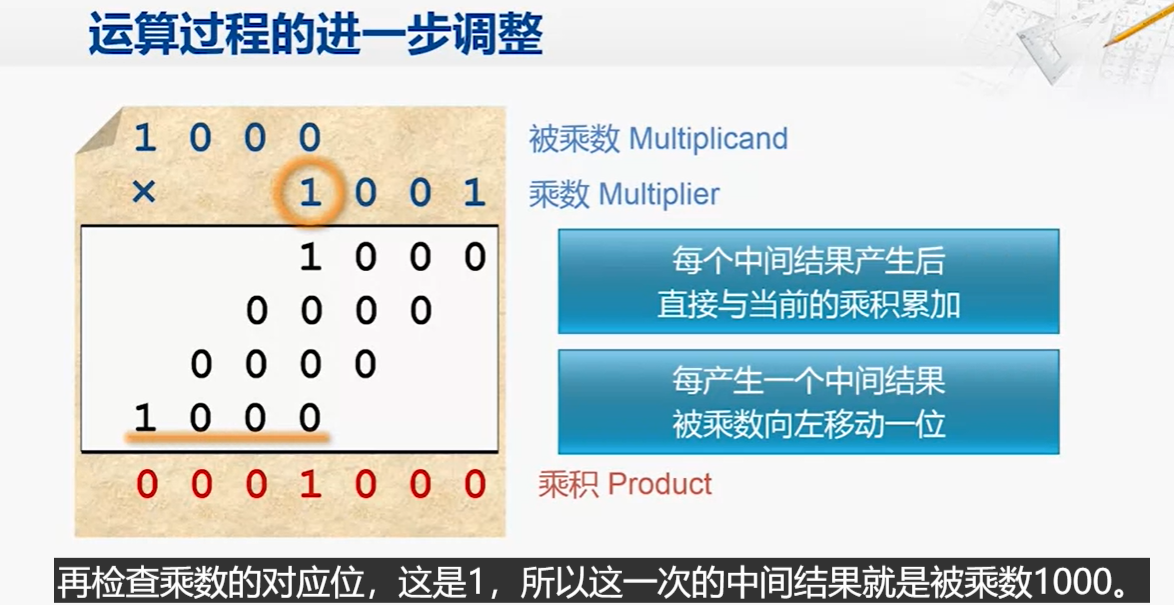 运算过程的进一步调整
1 0 0 0
被乘数 Multiplicand
× 1 0 0 1
乘数 Multiplier
1 0 0 0
0 0 0 0
0 0 0 0
1 0 0 0
每个中间结果产生后
直接与当前的乘积累加
每产生一个中间结果
被乘数向左移动一位
0 0 0 1 0 0 0
乘积 Product
再检查乘数的对应位，这是1，所以这一次的中间结果就是被乘数1000。